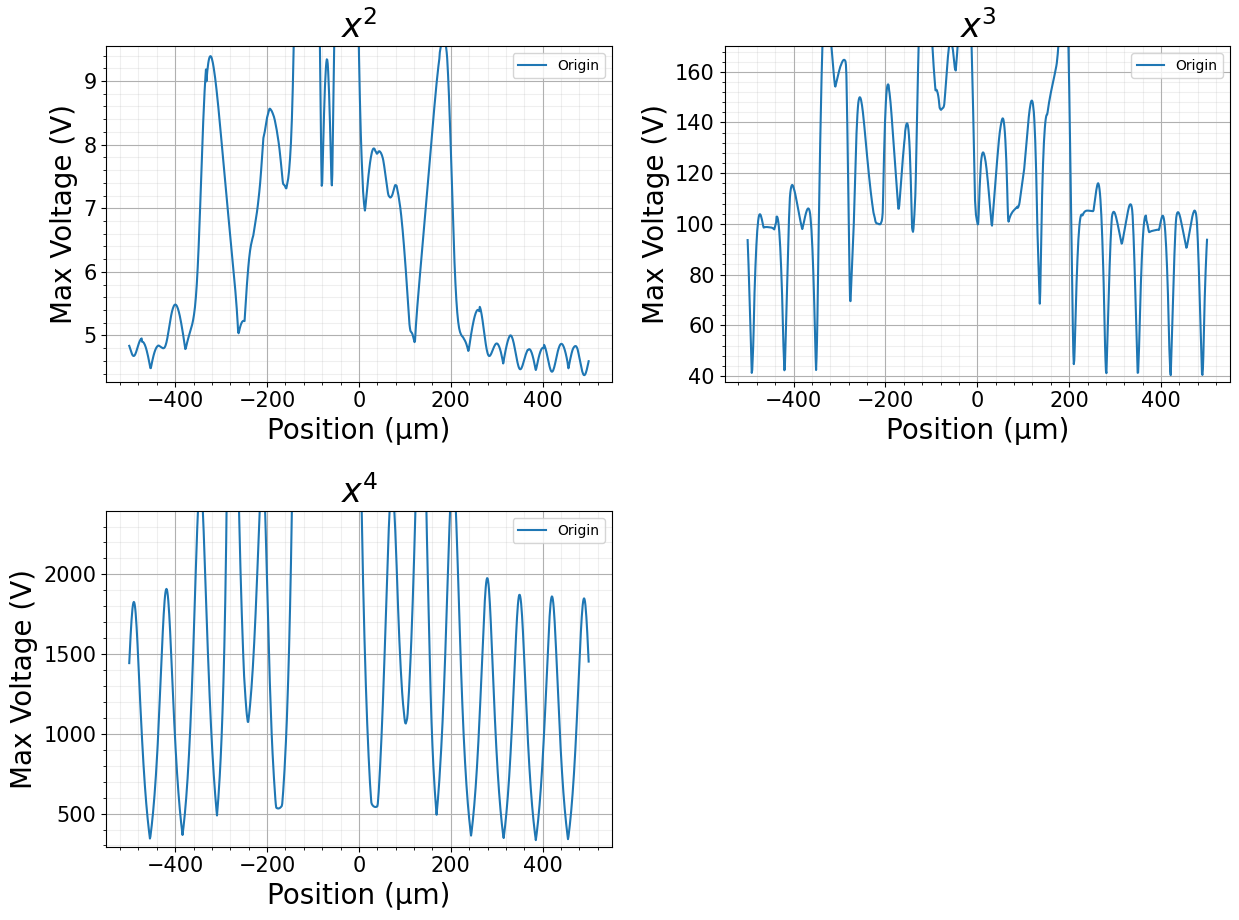 x²
Max Voltage (V)
9
8
7
6
5
Origin
−400 −200 0 200 400
Position (μm)
x³
Max Voltage (V)
160
140
120
100
80
60
40
Origin
−400 −200 0 200 400
Position (μm)
x⁴
Max Voltage (V)
2000
1500
1000
500
Origin
−400 −200 0 200 400
Position (μm)